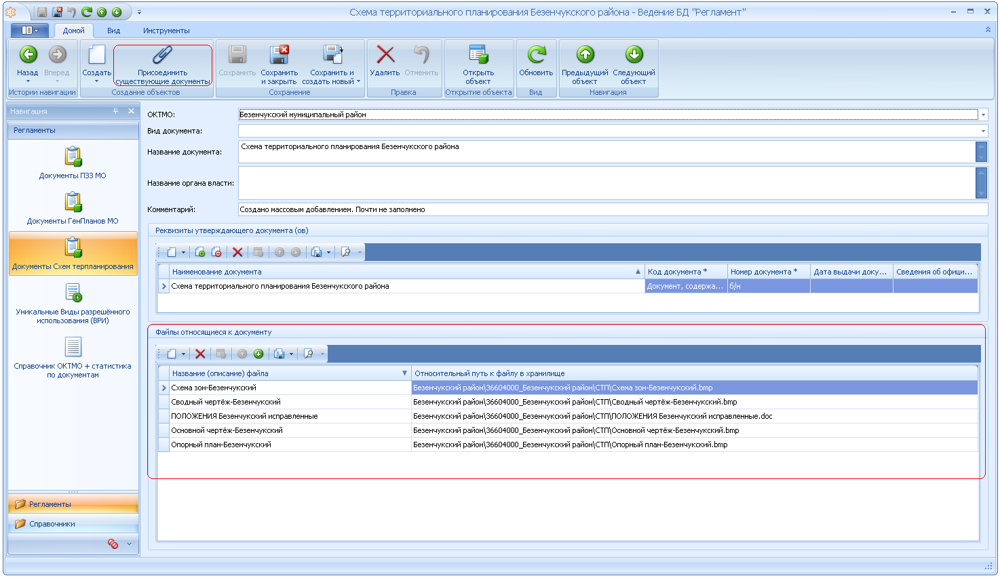 Схема территориального планирования Безенчукского района - Ведение БД "Регламент"
Домой Вид Инструменты
Назад Вперед
Истории навигации
Создать Присоединить существующие документы
Создание объектов
Сохранить Сохранить и закрыть Сохранить и создать новый
Сохранение
Удалить Отменить
Правка
Открыть объект
Открытие объекта
Обновить
Вид
Предыдущий объект Следующий объект
Навигация
Навигация
Регламенты
Документы ПЗЗ МО
Документы ГенПланов МО
Документы Схем терпланирования
Уникальные Виды разрешённого
использования (ВРИ)
Справочник ОКТМО + статистика
по документам
Регламенты
Справочники
ОКТМО: Безенчукский муниципальный район
Вид документа:
Название документа: Схема территориального планирования Безенчукского района
Название органа власти:
Комментарий: Создано массовым добавлением. Почти не заполнено
Реквизиты утверждающего документа (ов)
Наименование документа Код документа * Номер документа * Дата выдачи доку... Сведения об офици...
Схема территориального планирования Безенчукского района Документ, содержа... б/н
Файлы относящиеся к документу
Название (описание) файла Относительный путь к файлу в хранилище
Схема зон-Безенчукский Безенчукский район\36604000_Безенчукский район\СТП\Схема зон-Безенчукский.bmp
Сводный чертёж-Безенчукский Безенчукский район\36604000_Безенчукский район\СТП\Сводный чертёж-Безенчукский.bmp
ПОЛОЖЕНИЯ Безенчукский исправленные Безенчукский район\36604000_Безенчукский район\СТП\ПОЛОЖЕНИЯ Безенчукский исправленные.doc
Основной чертёж-Безенчукский Безенчукский район\36604000_Безенчукский район\СТП\Основной чертёж-Безенчукский.bmp
Опорный план-Безенчукский Безенчукский район\36604000_Безенчукский район\СТП\Опорный план-Безенчукский.bmp